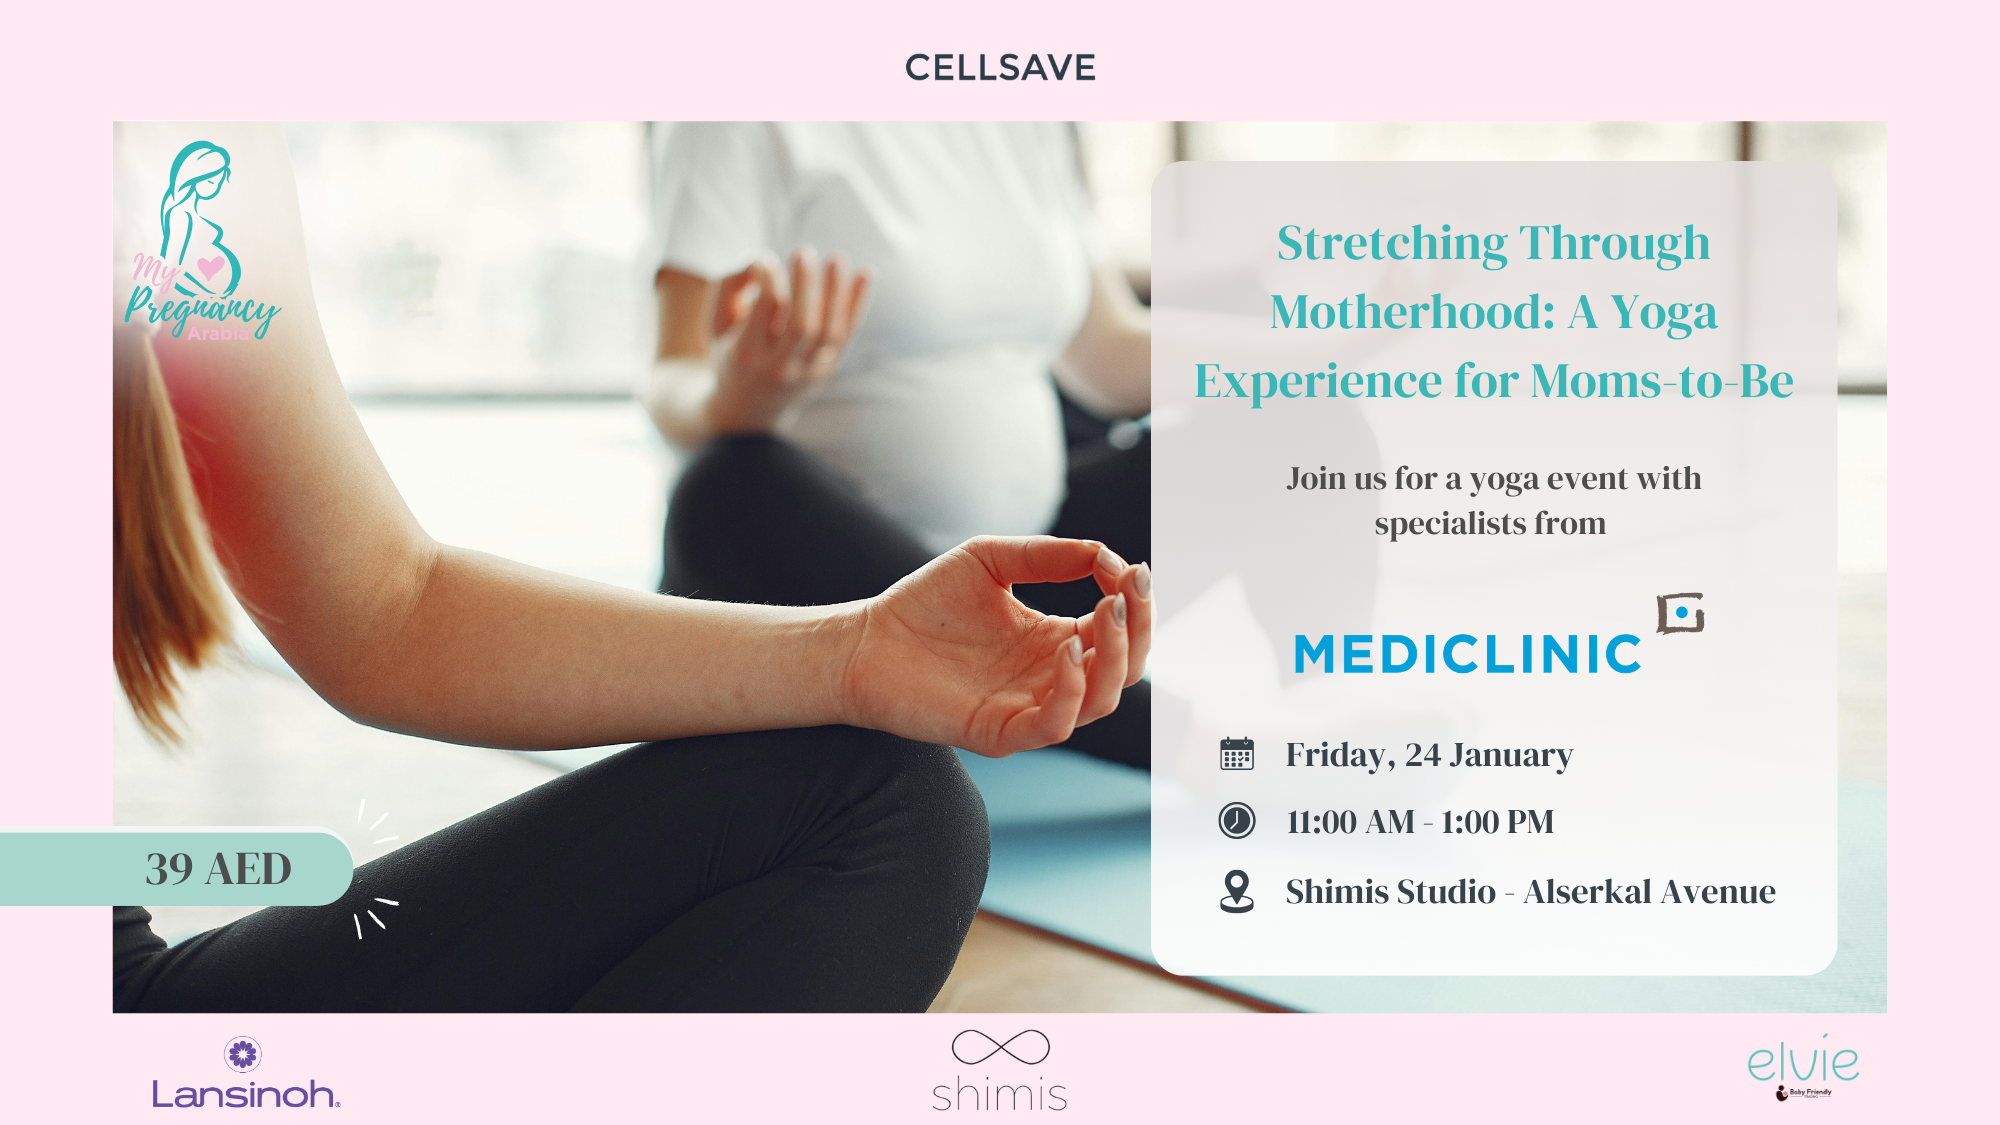 CELLSAVE
My
Pregnancy
Arabia
Stretching Through
Motherhood: A Yoga
Experience for Moms-to-Be
Join us for a yoga event with
specialists from
MEDICLINIC
Friday, 24 January
11:00 AM - 1:00 PM
Shimis Studio - Alserkal Avenue
39 AED
Lansinoh®
shimis
elvie
Baby Friendly